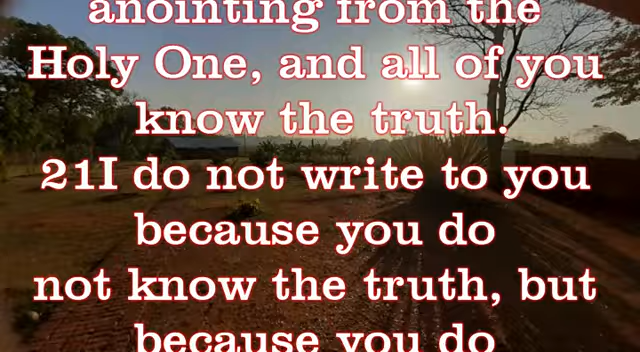 anointing from the
Holy One, and all of you
know the truth.
21I do not write to you
because you do
not know the truth, but
because you do